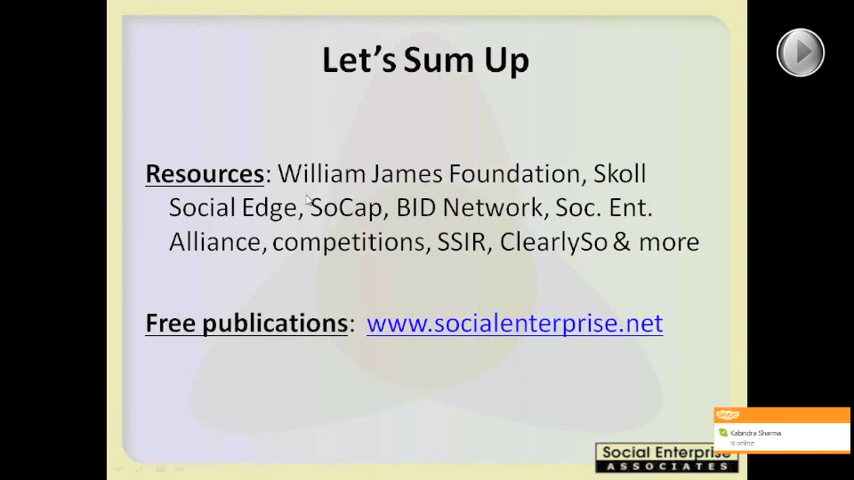 Let's Sum Up
Resources: William James Foundation, Skoll
Social Edge, SoCap, BID Network, Soc. Ent.
Alliance, competitions, SSIR, ClearlySo & more
Free publications: www.socialenterprise.net
skype
Kabindra Sharma
is online
Social Enterprise
ASSOCIATES